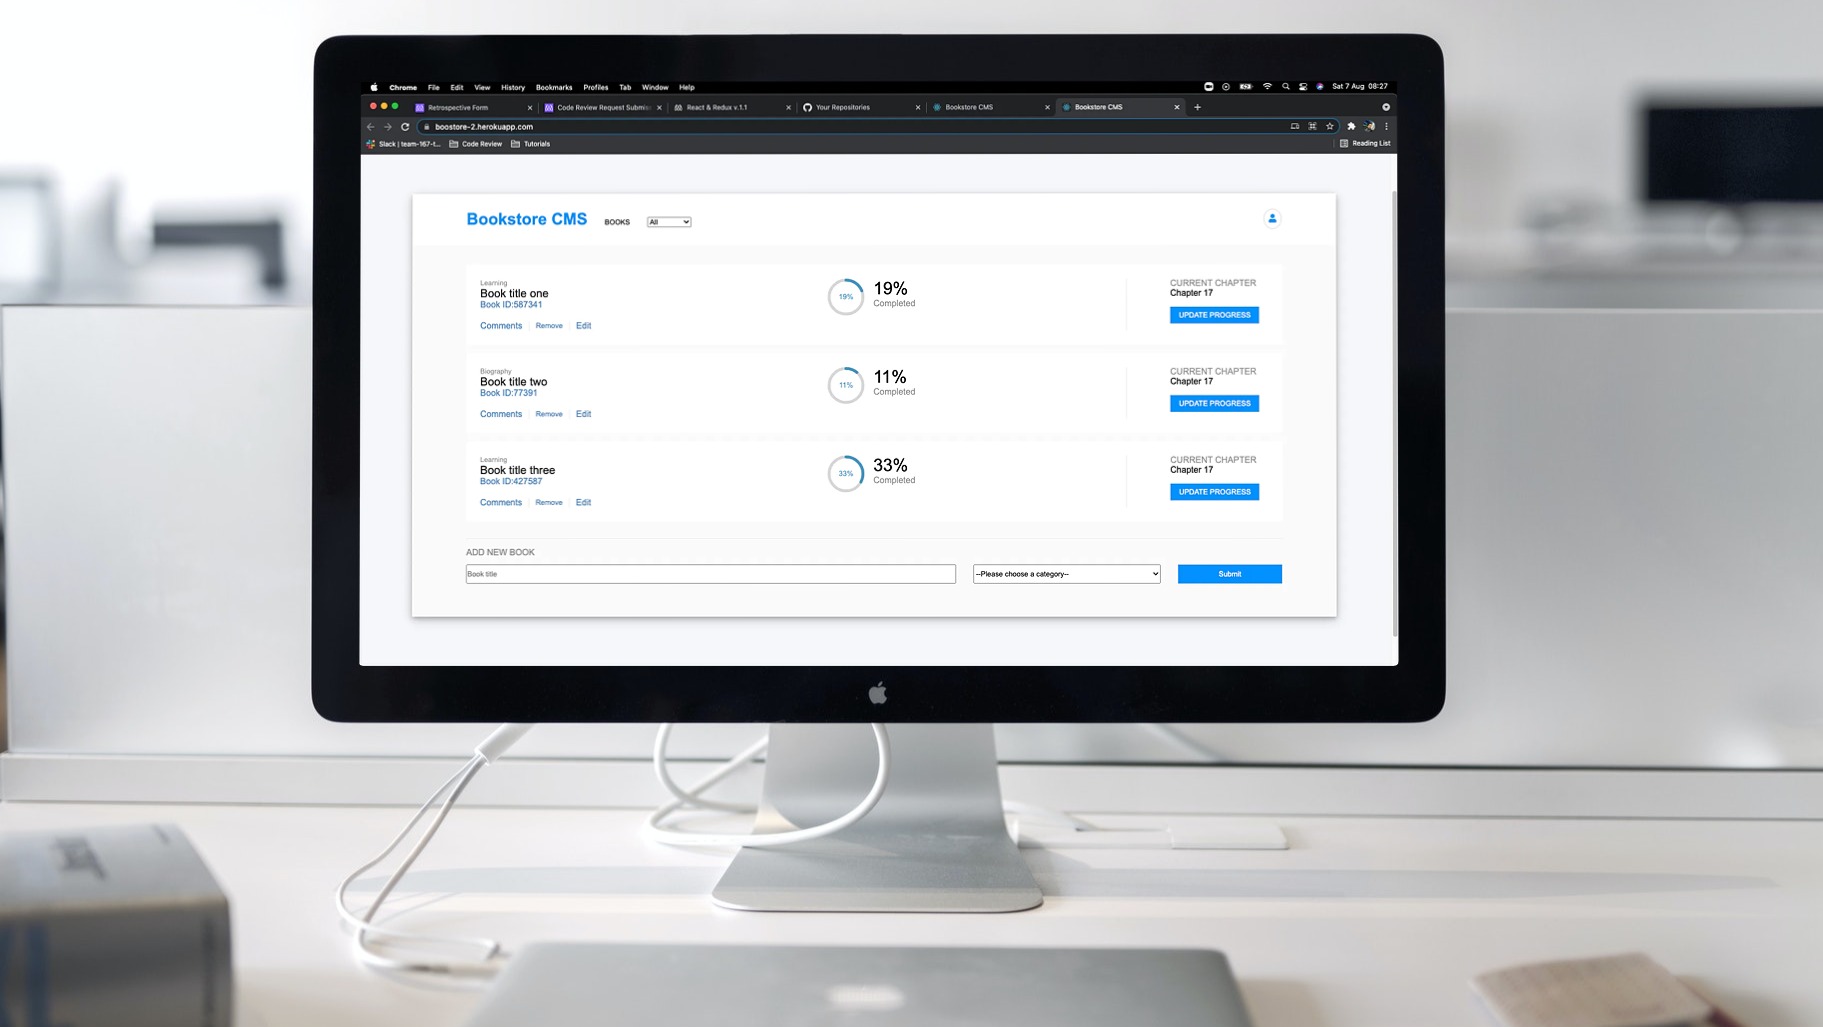 Chrome File Edit View History Bookmarks Profiles Tab Window Help Sat 7 Aug 08:27
Retrospective Form Code Review Request Submis React & Redux v.1.1 Your Repositories Bookstore CMS Bookstore CMS
boostore-2.herokuapp.com
Slack | team-167-t... Code Review Tutorials Reading List
Bookstore CMS BOOKS All
Learning
Book title one
Book ID:587341
Comments Remove Edit
19%
19%
Completed
CURRENT CHAPTER
Chapter 17
UPDATE PROGRESS
Biography
Book title two
Book ID:77391
Comments Remove Edit
11%
11%
Completed
CURRENT CHAPTER
Chapter 17
UPDATE PROGRESS
Learning
Book title three
Book ID:427587
Comments Remove Edit
33%
33%
Completed
CURRENT CHAPTER
Chapter 17
UPDATE PROGRESS
ADD NEW BOOK
Book title --Please choose a category-- Submit